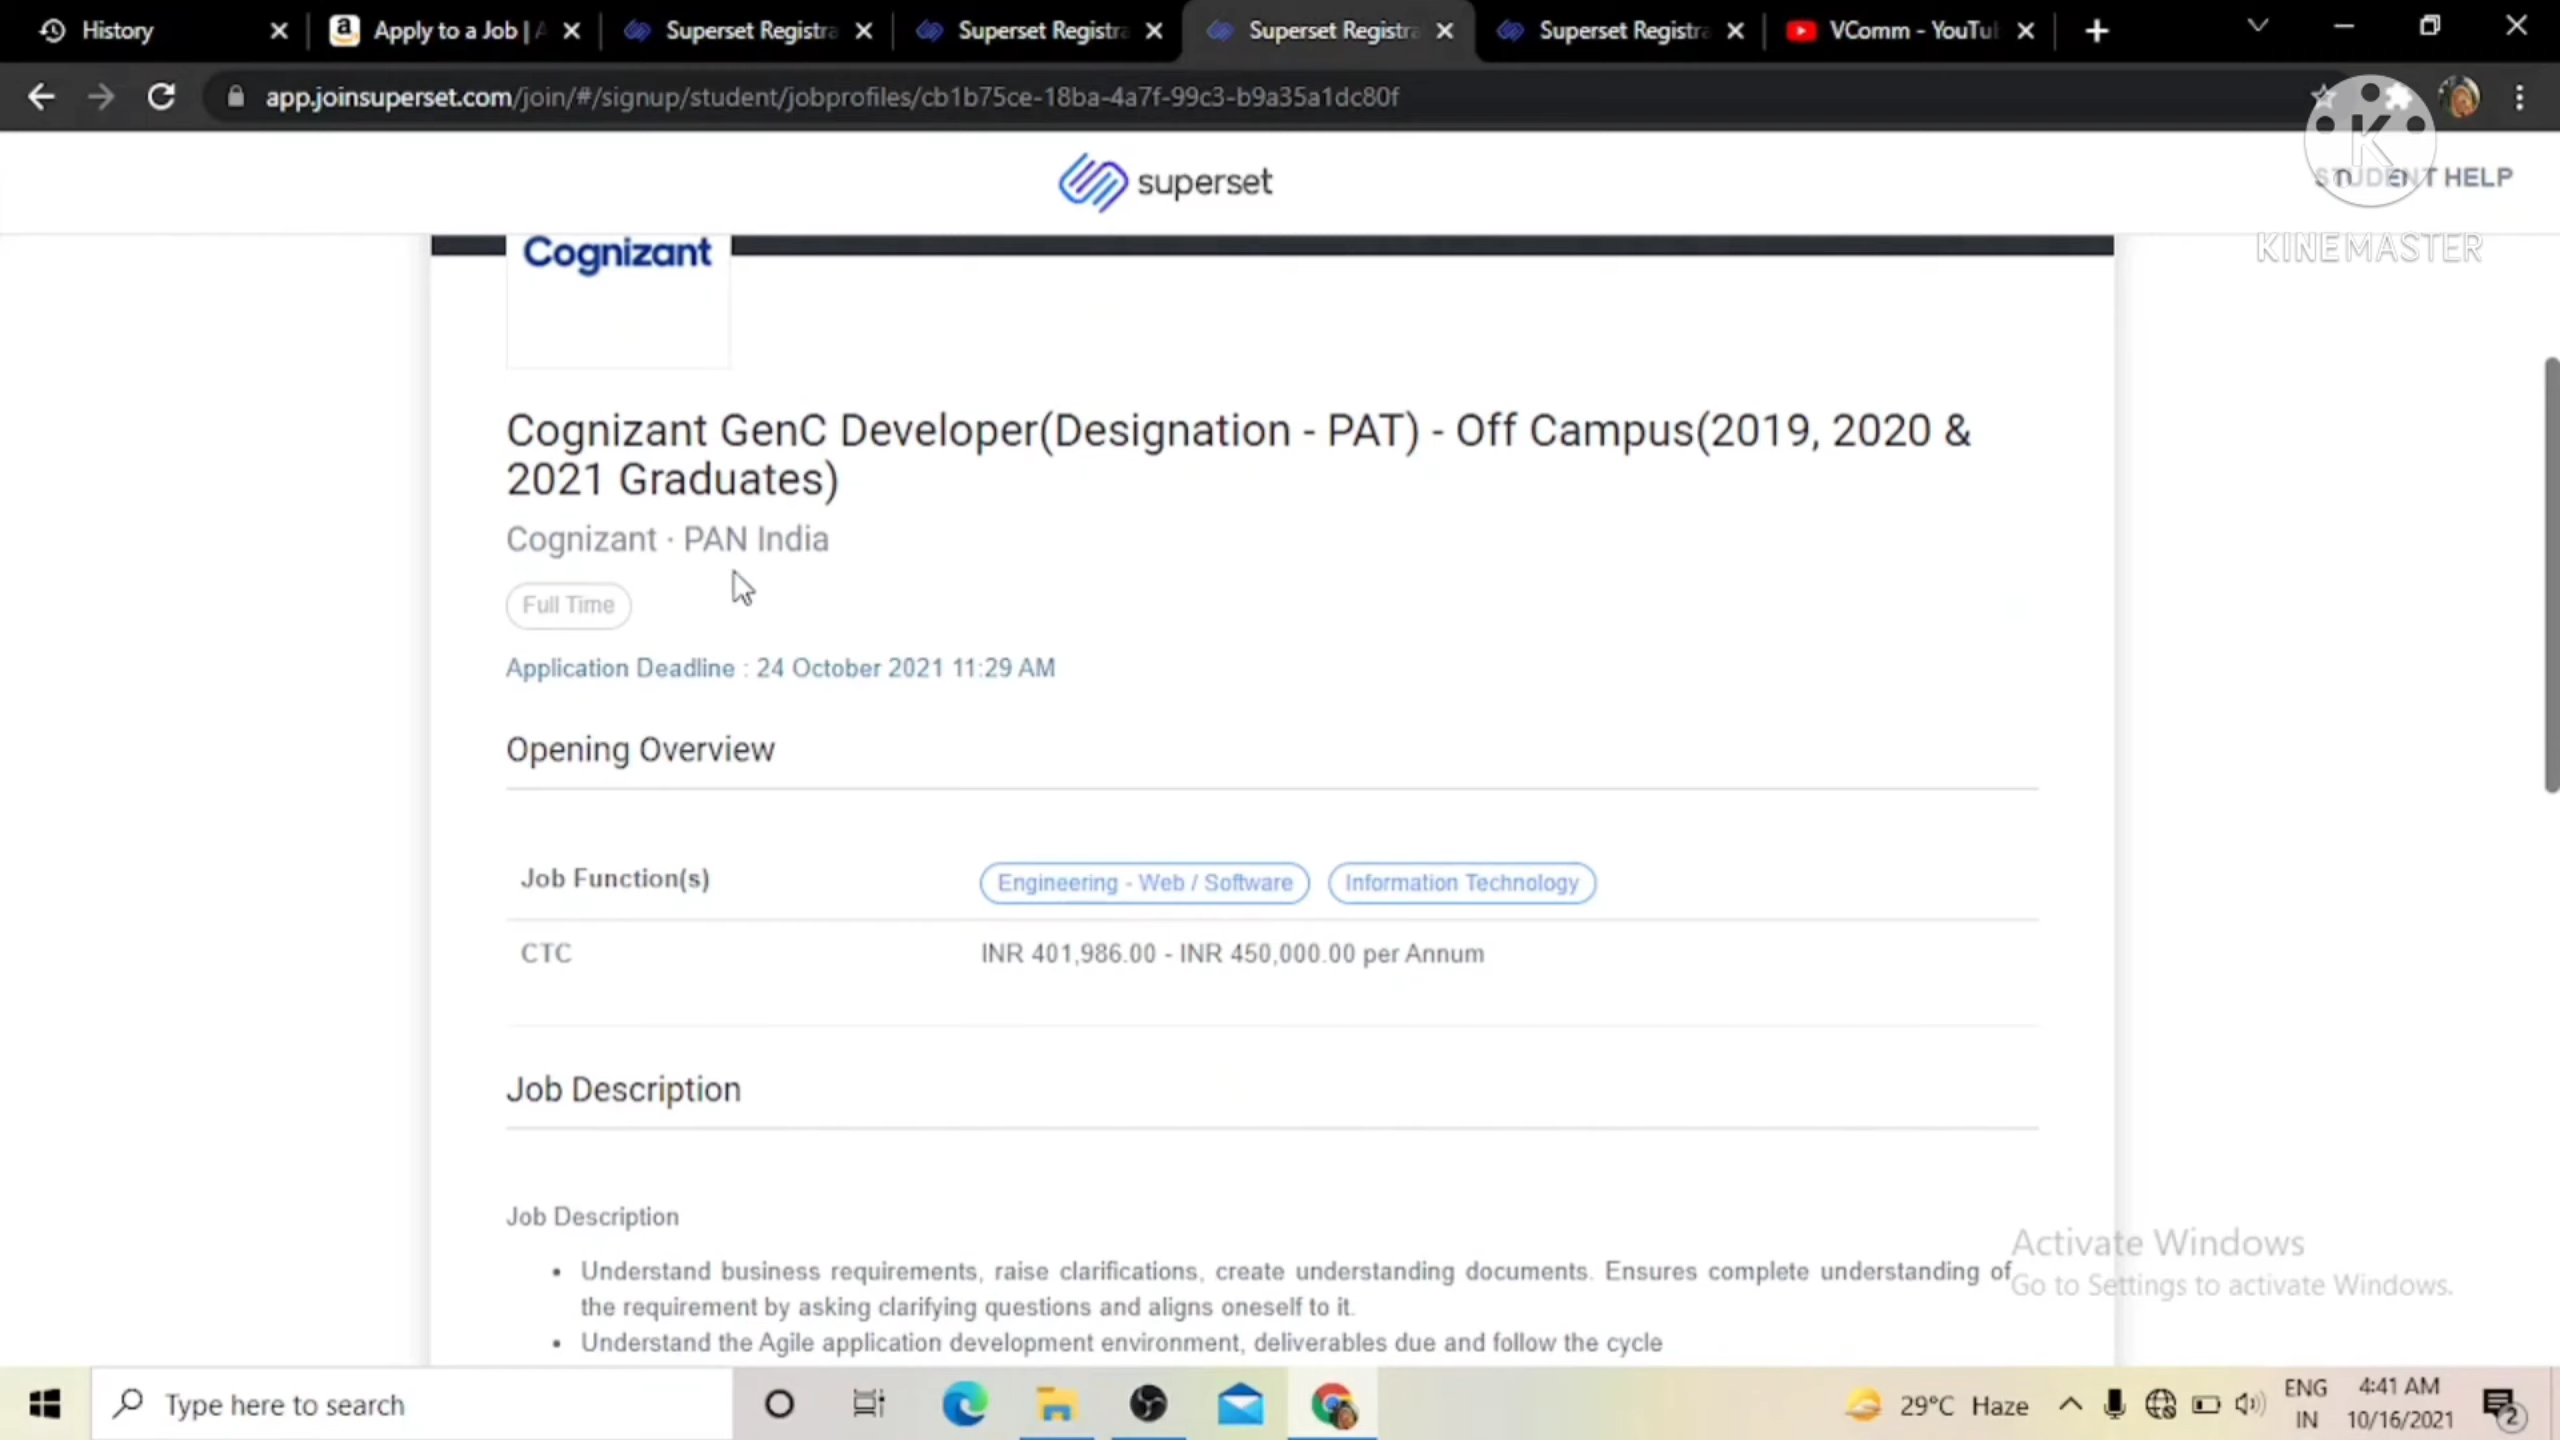 History
Apply to a Job | A
Superset Registra
Superset Registra
Superset Registra
Superset Registra
VComm - YouTu
app.joinsuperset.com/join/#/signup/student/jobprofiles/cb1b75ce-18ba-4a7f-99c3-b9a35a1dc80f
superset
STUDENT HELP
K
KINEMASTER
Cognizant
Cognizant GenC Developer(Designation - PAT) - Off Campus(2019, 2020 &
2021 Graduates)
Cognizant · PAN India
Full Time
Application Deadline : 24 October 2021 11:29 AM
Opening Overview
Job Function(s)
Engineering - Web / Software
Information Technology
CTC
INR 401,986.00 - INR 450,000.00 per Annum
Job Description
Job Description
• Understand business requirements, raise clarifications, create understanding documents. Ensures complete understanding of
the requirement by asking clarifying questions and aligns oneself to it.
• Understand the Agile application development environment, deliverables due and follow the cycle
Activate Windows
Go to Settings to activate Windows.
Type here to search
29°C Haze
ENG
IN
4:41 AM
10/16/2021
2